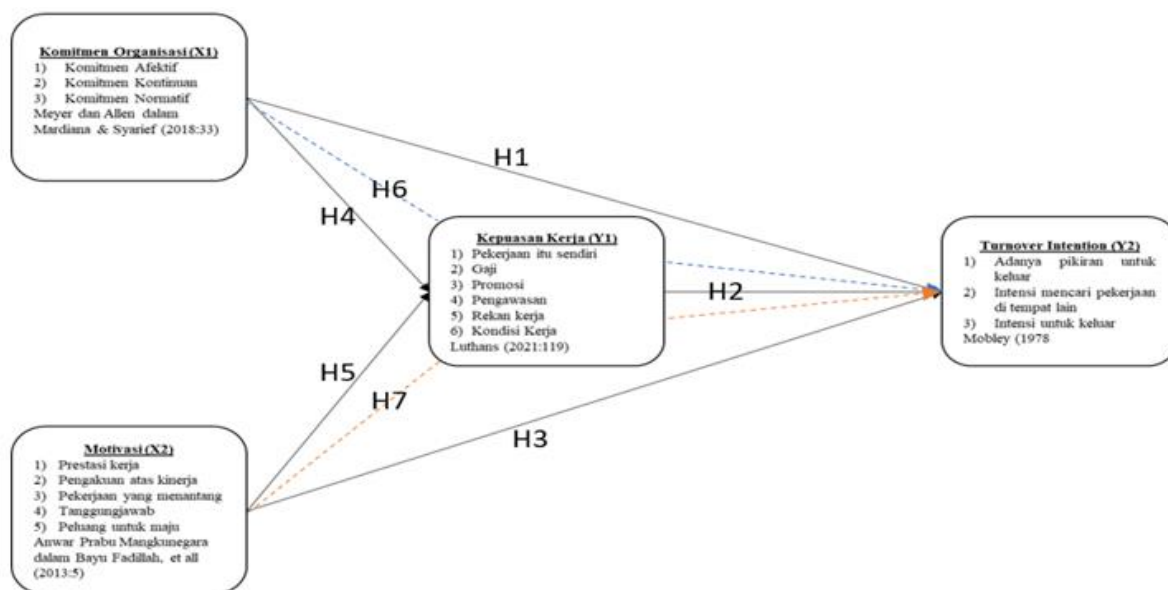 Komitmen Organisasi (X1)
1) Komitmen Afektif
2) Komitmen Kontinuan
3) Komitmen Normatif
Meyer dan Allen dalam
Mardiana & Syarief (2018:33)
H1
H6
H4
Kepuasan Kerja (Y1)
1) Pekerjaan itu sendiri
2) Gaji
3) Promosi
4) Pengawasan
5) Rekan kerja
6) Kondisi Kerja
Luthans (2021:119)
H2
Turnover Intention (Y2)
1) Adanya pikiran untuk
keluar
2) Intensi mencari pekerjaan
di tempat lain
3) Intensi untuk keluar
Mobley (1978
H5
H7
H3
Motivasi (X2)
1) Prestasi kerja
2) Pengakuan atas kinerja
3) Pekerjaan yang menantang
4) Tanggungjawab
5) Peluang untuk maju
Anwar Prabu Mangkunegara
dalam Bayu Fadillah, et all
(2013:5)